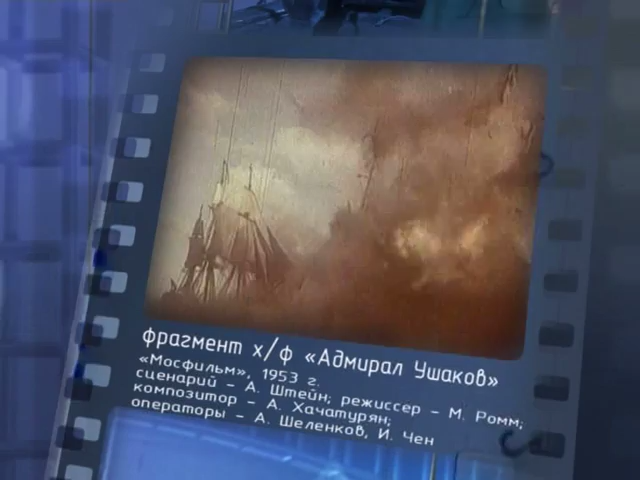 фрагмент х/ф «Адмирал Ушаков»
«Мосфильм», 1953 г.
сценарий – А. Штейн; режиссер – М. Ромм;
композитор – А. Хачатурян;
операторы – А. Шеленков, И. Чен